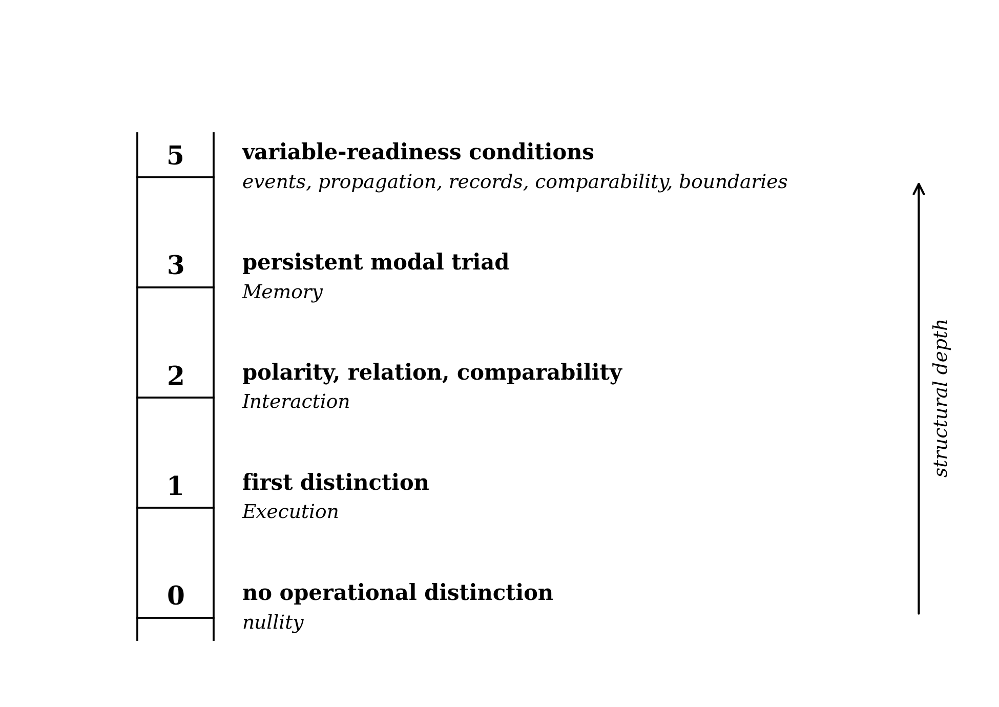 5
variable-readiness conditions
events, propagation, records, comparability, boundaries
3
persistent modal triad
Memory
2
polarity, relation, comparability
Interaction
1
first distinction
Execution
0
no operational distinction
nullity
structural depth